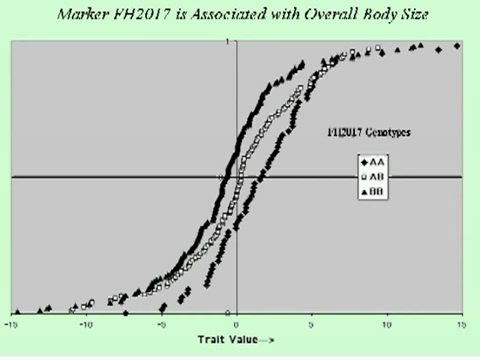 Marker FH2017 is Associated with Overall Body Size
1
FH2017 Genotypes
AA
AB
BB
0
-15 -10 -5 0 5 10 15
Trait Value-->